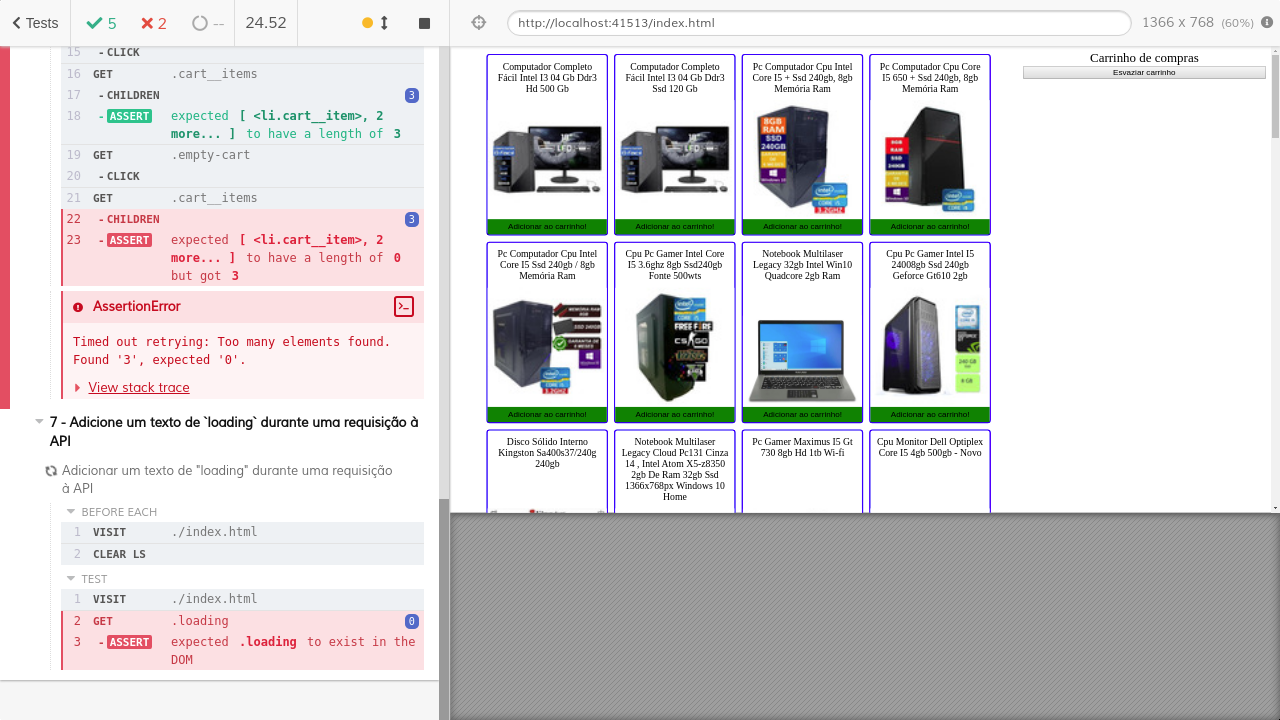 Tests
5
2
--
24.52
http://localhost:41513/index.html
1366 x 768 (60%)
15 - CLICK
16 GET .cart__items
17 - CHILDREN 3
18 - ASSERT expected [ <li.cart__item>, 2
more... ] to have a length of 3
19 GET .empty-cart
20 - CLICK
21 GET .cart__items
22 - CHILDREN 3
23 - ASSERT expected [ <li.cart__item>, 2
more... ] to have a length of 0
but got 3
AssertionError
Timed out retrying: Too many elements found.
Found '3', expected '0'.
View stack trace
7 - Adicione um texto de `loading` durante uma requisição à
API
Adicionar um texto de "loading" durante uma requisição
à API
BEFORE EACH
1 VISIT ./index.html
2 CLEAR LS
TEST
1 VISIT ./index.html
2 GET .loading 0
3 - ASSERT expected .loading to exist in the
DOM
Computador Completo
Fácil Intel I3 04 Gb Ddr3
Hd 500 Gb
Adicionar ao carrinho!
Computador Completo
Fácil Intel I3 04 Gb Ddr3
Ssd 120 Gb
Adicionar ao carrinho!
Pc Computador Cpu Intel
Core I5 + Ssd 240gb, 8gb
Memória Ram
8GB
RAM
SSD
240GB
Windows 10
3.2GHZ
Adicionar ao carrinho!
Pc Computador Cpu Core
I5 650 + Ssd 240gb, 8gb
Memória Ram
Adicionar ao carrinho!
Pc Computador Cpu Intel
Core I5 Ssd 240gb / 8gb
Memória Ram
3.2GHZ
Adicionar ao carrinho!
Cpu Pc Gamer Intel Core
I5 3.6ghz 8gb Ssd240gb
Fonte 500wts
FREE FIRE
CS:GO
Adicionar ao carrinho!
Notebook Multilaser
Legacy 32gb Intel Win10
Quadcore 2gb Ram
Adicionar ao carrinho!
Cpu Pc Gamer Intel I5
24008gb Ssd 240gb
Geforce Gt610 2gb
Adicionar ao carrinho!
Disco Sólido Interno
Kingston Sa400s37/240g
240gb
Notebook Multilaser
Legacy Cloud Pc131 Cinza
14 , Intel Atom X5-z8350
2gb De Ram 32gb Ssd
1366x768px Windows 10
Home
Pc Gamer Maximus I5 Gt
730 8gb Hd 1tb Wi-fi
Cpu Monitor Dell Optiplex
Core I5 4gb 500gb - Novo
Carrinho de compras
Esvaziar carrinho